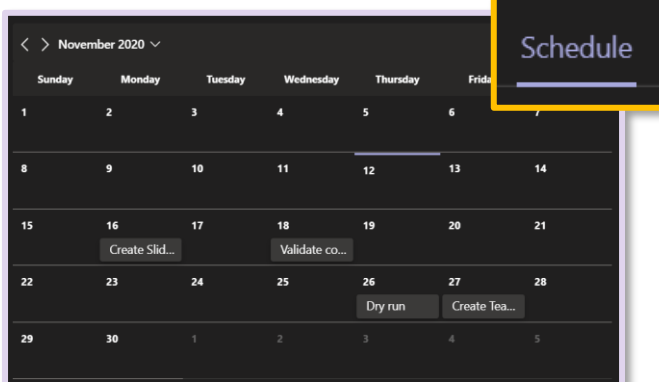 Schedule
November 2020
Sunday Monday Tuesday Wednesday Thursday Frida
1 2 3 4 5 6 7
8 9 10 11 12 13 14
15 16 17 18 19 20 21
Create Slid... Validate co...
22 23 24 25 26 27 28
Dry run Create Tea...
29 30 1 2 3 4 5